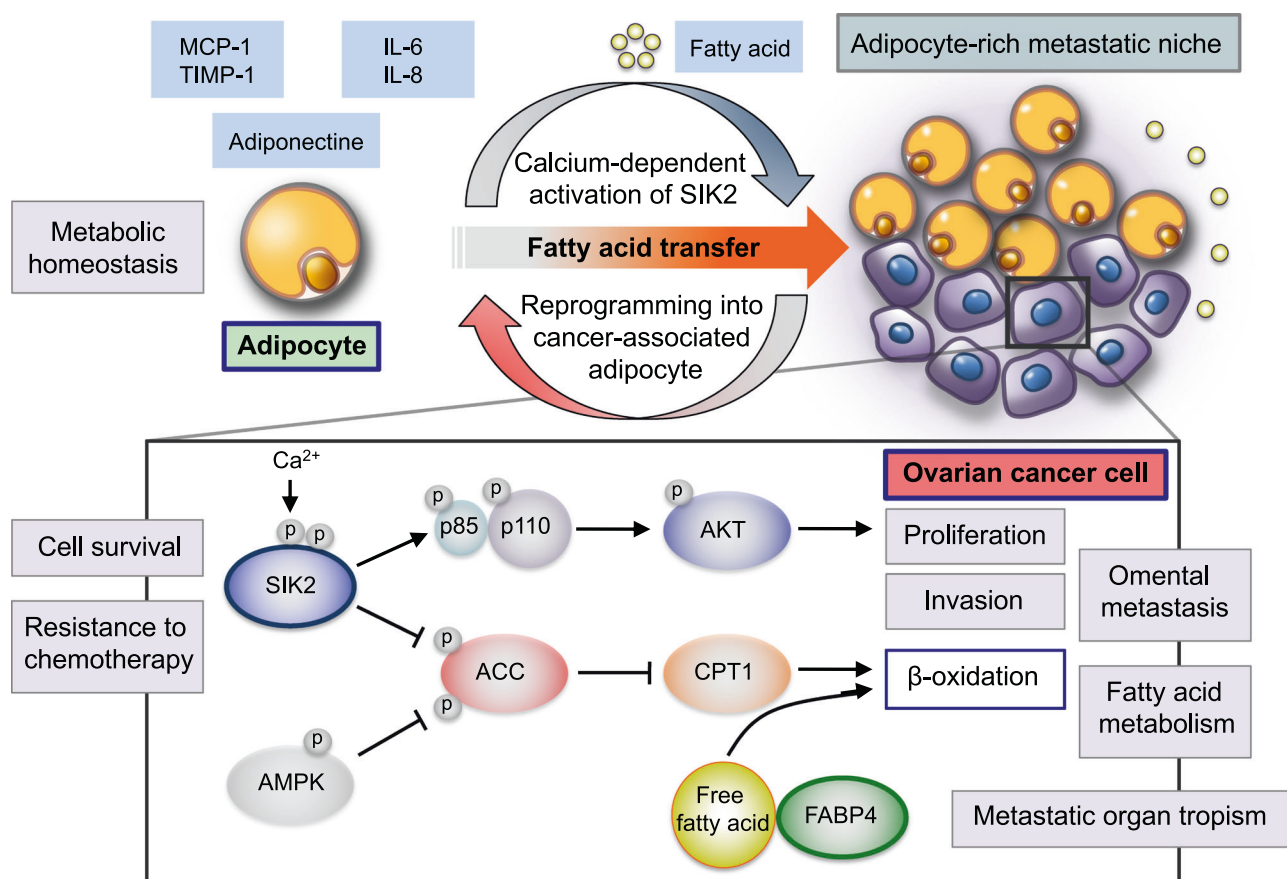 MCP-1
TIMP-1
IL-6
IL-8
Fatty acid
Adipocyte-rich metastatic niche
Adiponectine
Calcium-dependent
activation of SIK2
Metabolic
homeostasis
Fatty acid transfer
Adipocyte
Reprogramming into
cancer-associated
adipocyte
Ca²⁺
Ovarian cancer cell
p
p
p
p
p
Cell survival
SIK2
p85
p110
AKT
Proliferation
Invasion
Omental
metastasis
Resistance to
chemotherapy
p
ACC
p
CPT1
β-oxidation
Fatty acid
metabolism
p
AMPK
Free
fatty acid
FABP4
Metastatic organ tropism